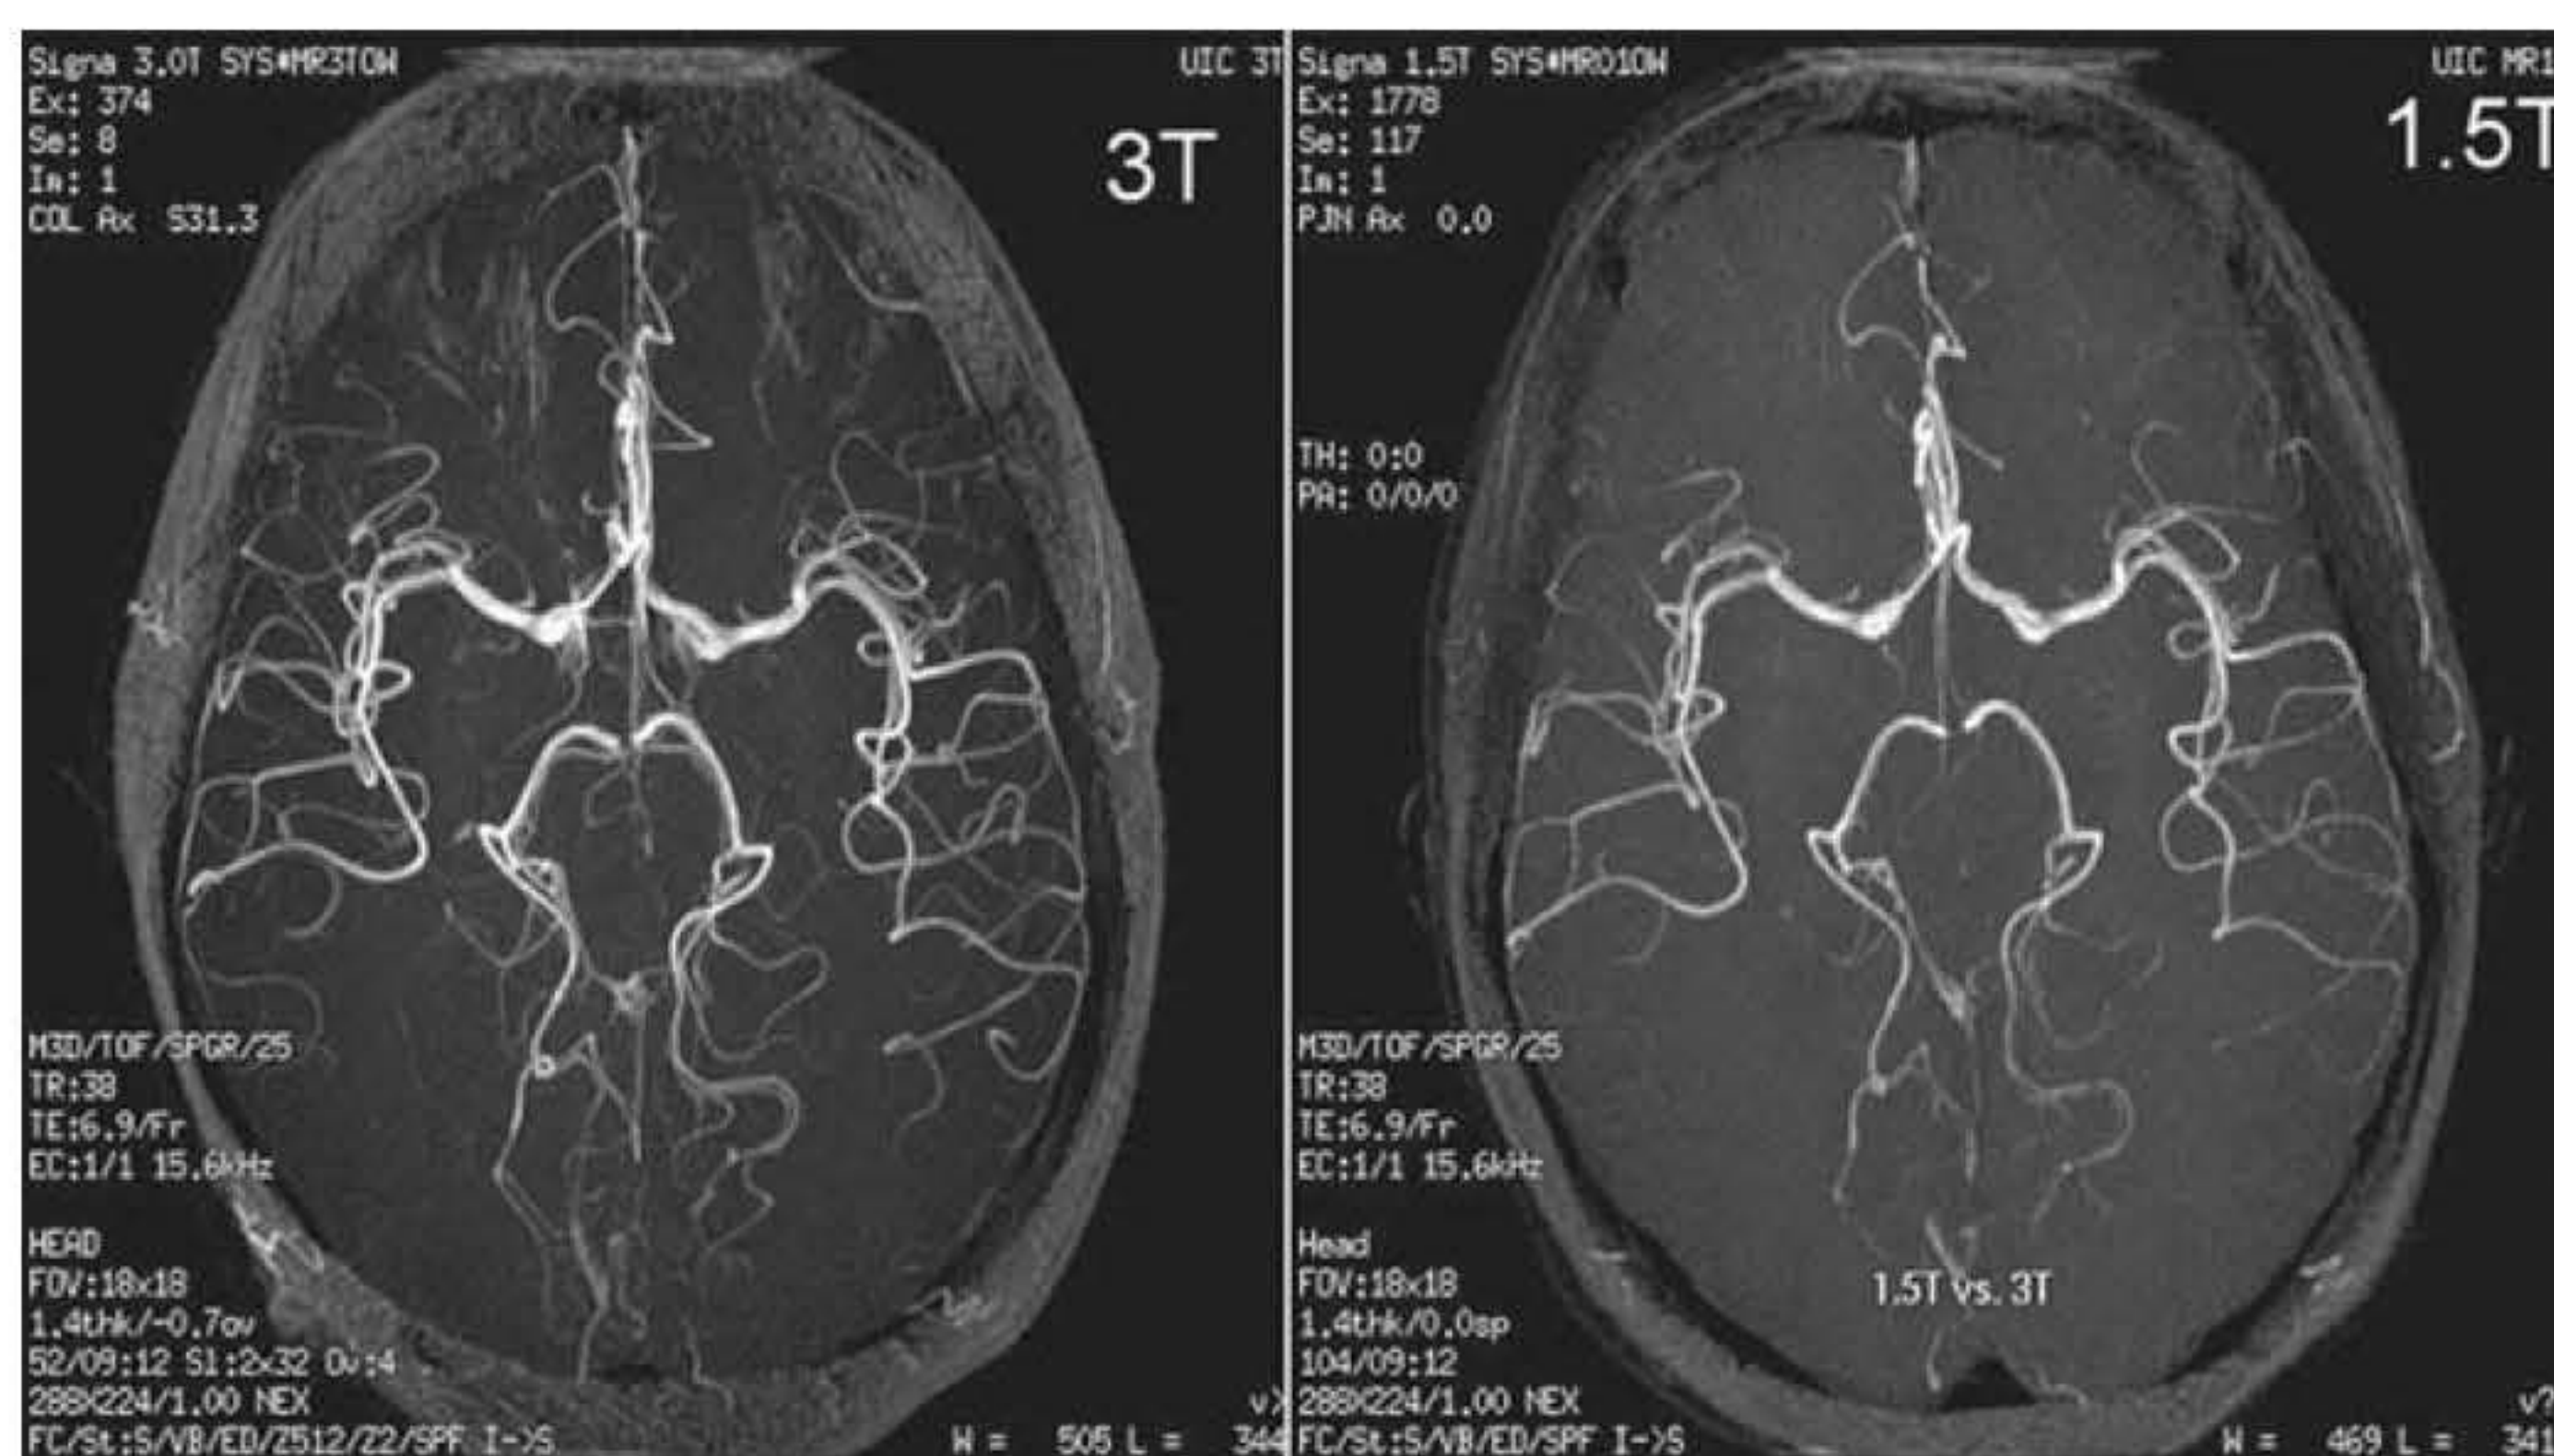 Signa 3.0T SYS*MR3TOW
Ex: 374
Se: 8
Im: 1
COL Ax S31.3
UIC 3T
3T
M3D/TOF/SPGR/25
TR:38
TE:6.9/Fr
EC:1/1 15.6kHz
HEAD
FOV:18x18
1.4thk/-0.7ov
52/09:12 Sl:2x32 Ov:4
288X224/1.00 NEX
FC/St:S/VB/ED/Z512/Z2/SPF I->S
W = 505 L = 344
Signa 1.5T SYS*MR01OW
Ex: 1778
Se: 117
Im: 1
PJN Ax 0.0
UIC MR1
1.5T
TH: 0:0
PA: 0/0/0
M3D/TOF/SPGR/25
TR:38
TE:6.9/Fr
EC:1/1 15.6kHz
Head
FOV:18x18
1.4thk/0.0sp
104/09:12
288X224/1.00 NEX
FC/St:S/VB/ED/SPF I->S
1.5T vs. 3T
W = 469 L = 341